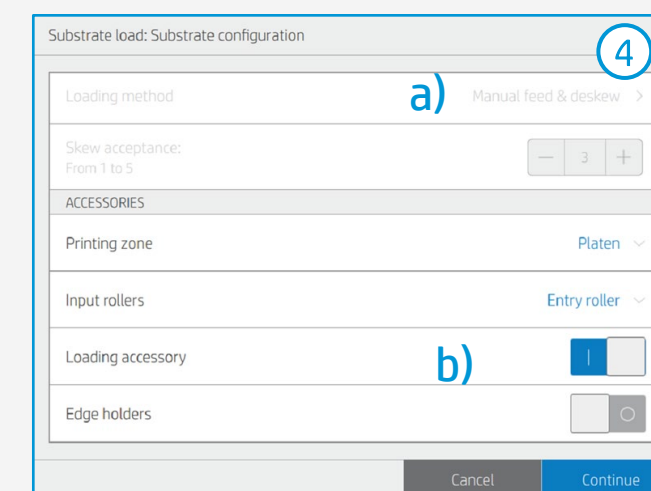 Substrate load: Substrate configuration
4
Loading method a) Manual feed & deskew >
Skew acceptance:
From 1 to 5
− 3 +
ACCESSORIES
Printing zone Platen
Input rollers Entry roller
Loading accessory b)
Edge holders
Cancel Continue